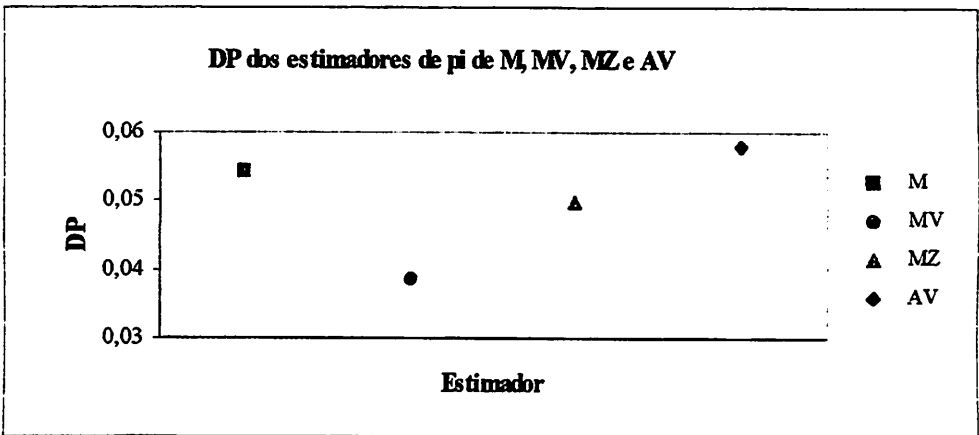 DP dos estimadores de pi de M, MV, MZ e AV
0,06
0,05
0,04
0,03
DP
Estimador
M
MV
MZ
AV